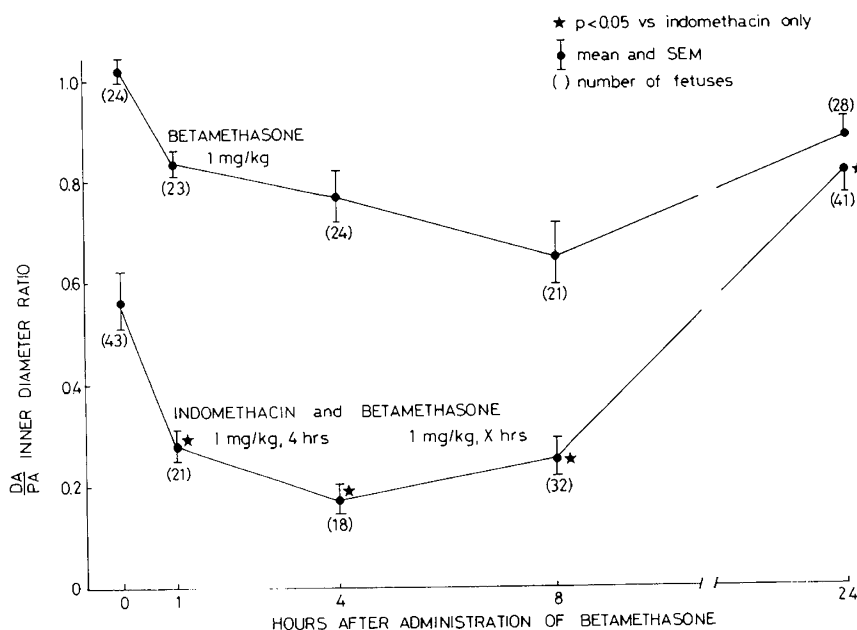 ★ p<0.05 vs indomethacin only
mean and SEM
( ) number of fetuses
1.0
0.8
0.6
0.4
0.2
0
DA/PA INNER DIAMETER RATIO
(24)
BETAMETHASONE
1 mg/kg
(23)
(24)
(21)
(28)
(41)
(43)
INDOMETHACIN and BETAMETHASONE
1 mg/kg, 4 hrs 1 mg/kg, X hrs
(21)
(18)
(32)
0 1 4 8 24
HOURS AFTER ADMINISTRATION OF BETAMETHASONE